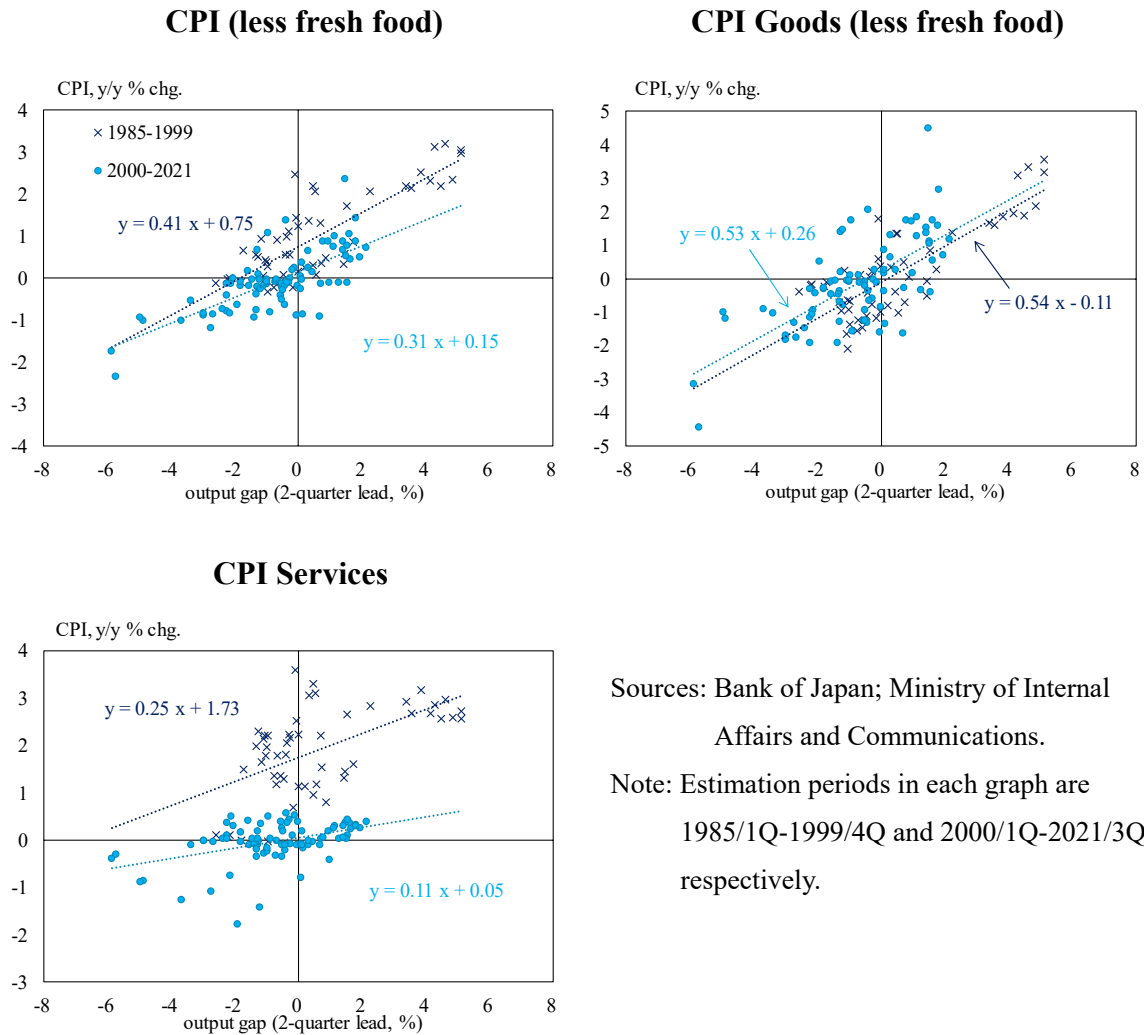 CPI (less fresh food)
CPI, y/y % chg.
4
3
2
1
0
-1
-2
-3
-4
× 1985-1999
● 2000-2021
y = 0.41 x + 0.75
y = 0.31 x + 0.15
-8 -6 -4 -2 0 2 4 6 8
output gap (2-quarter lead, %)
CPI Goods (less fresh food)
CPI, y/y % chg.
5
4
3
2
1
0
-1
-2
-3
-4
-5
y = 0.53 x + 0.26
y = 0.54 x - 0.11
-8 -6 -4 -2 0 2 4 6 8
output gap (2-quarter lead, %)
CPI Services
CPI, y/y % chg.
4
3
2
1
0
-1
-2
-3
y = 0.25 x + 1.73
y = 0.11 x + 0.05
-8 -6 -4 -2 0 2 4 6 8
output gap (2-quarter lead, %)
Sources: Bank of Japan; Ministry of Internal
Affairs and Communications.
Note: Estimation periods in each graph are
1985/1Q-1999/4Q and 2000/1Q-2021/3Q
respectively.